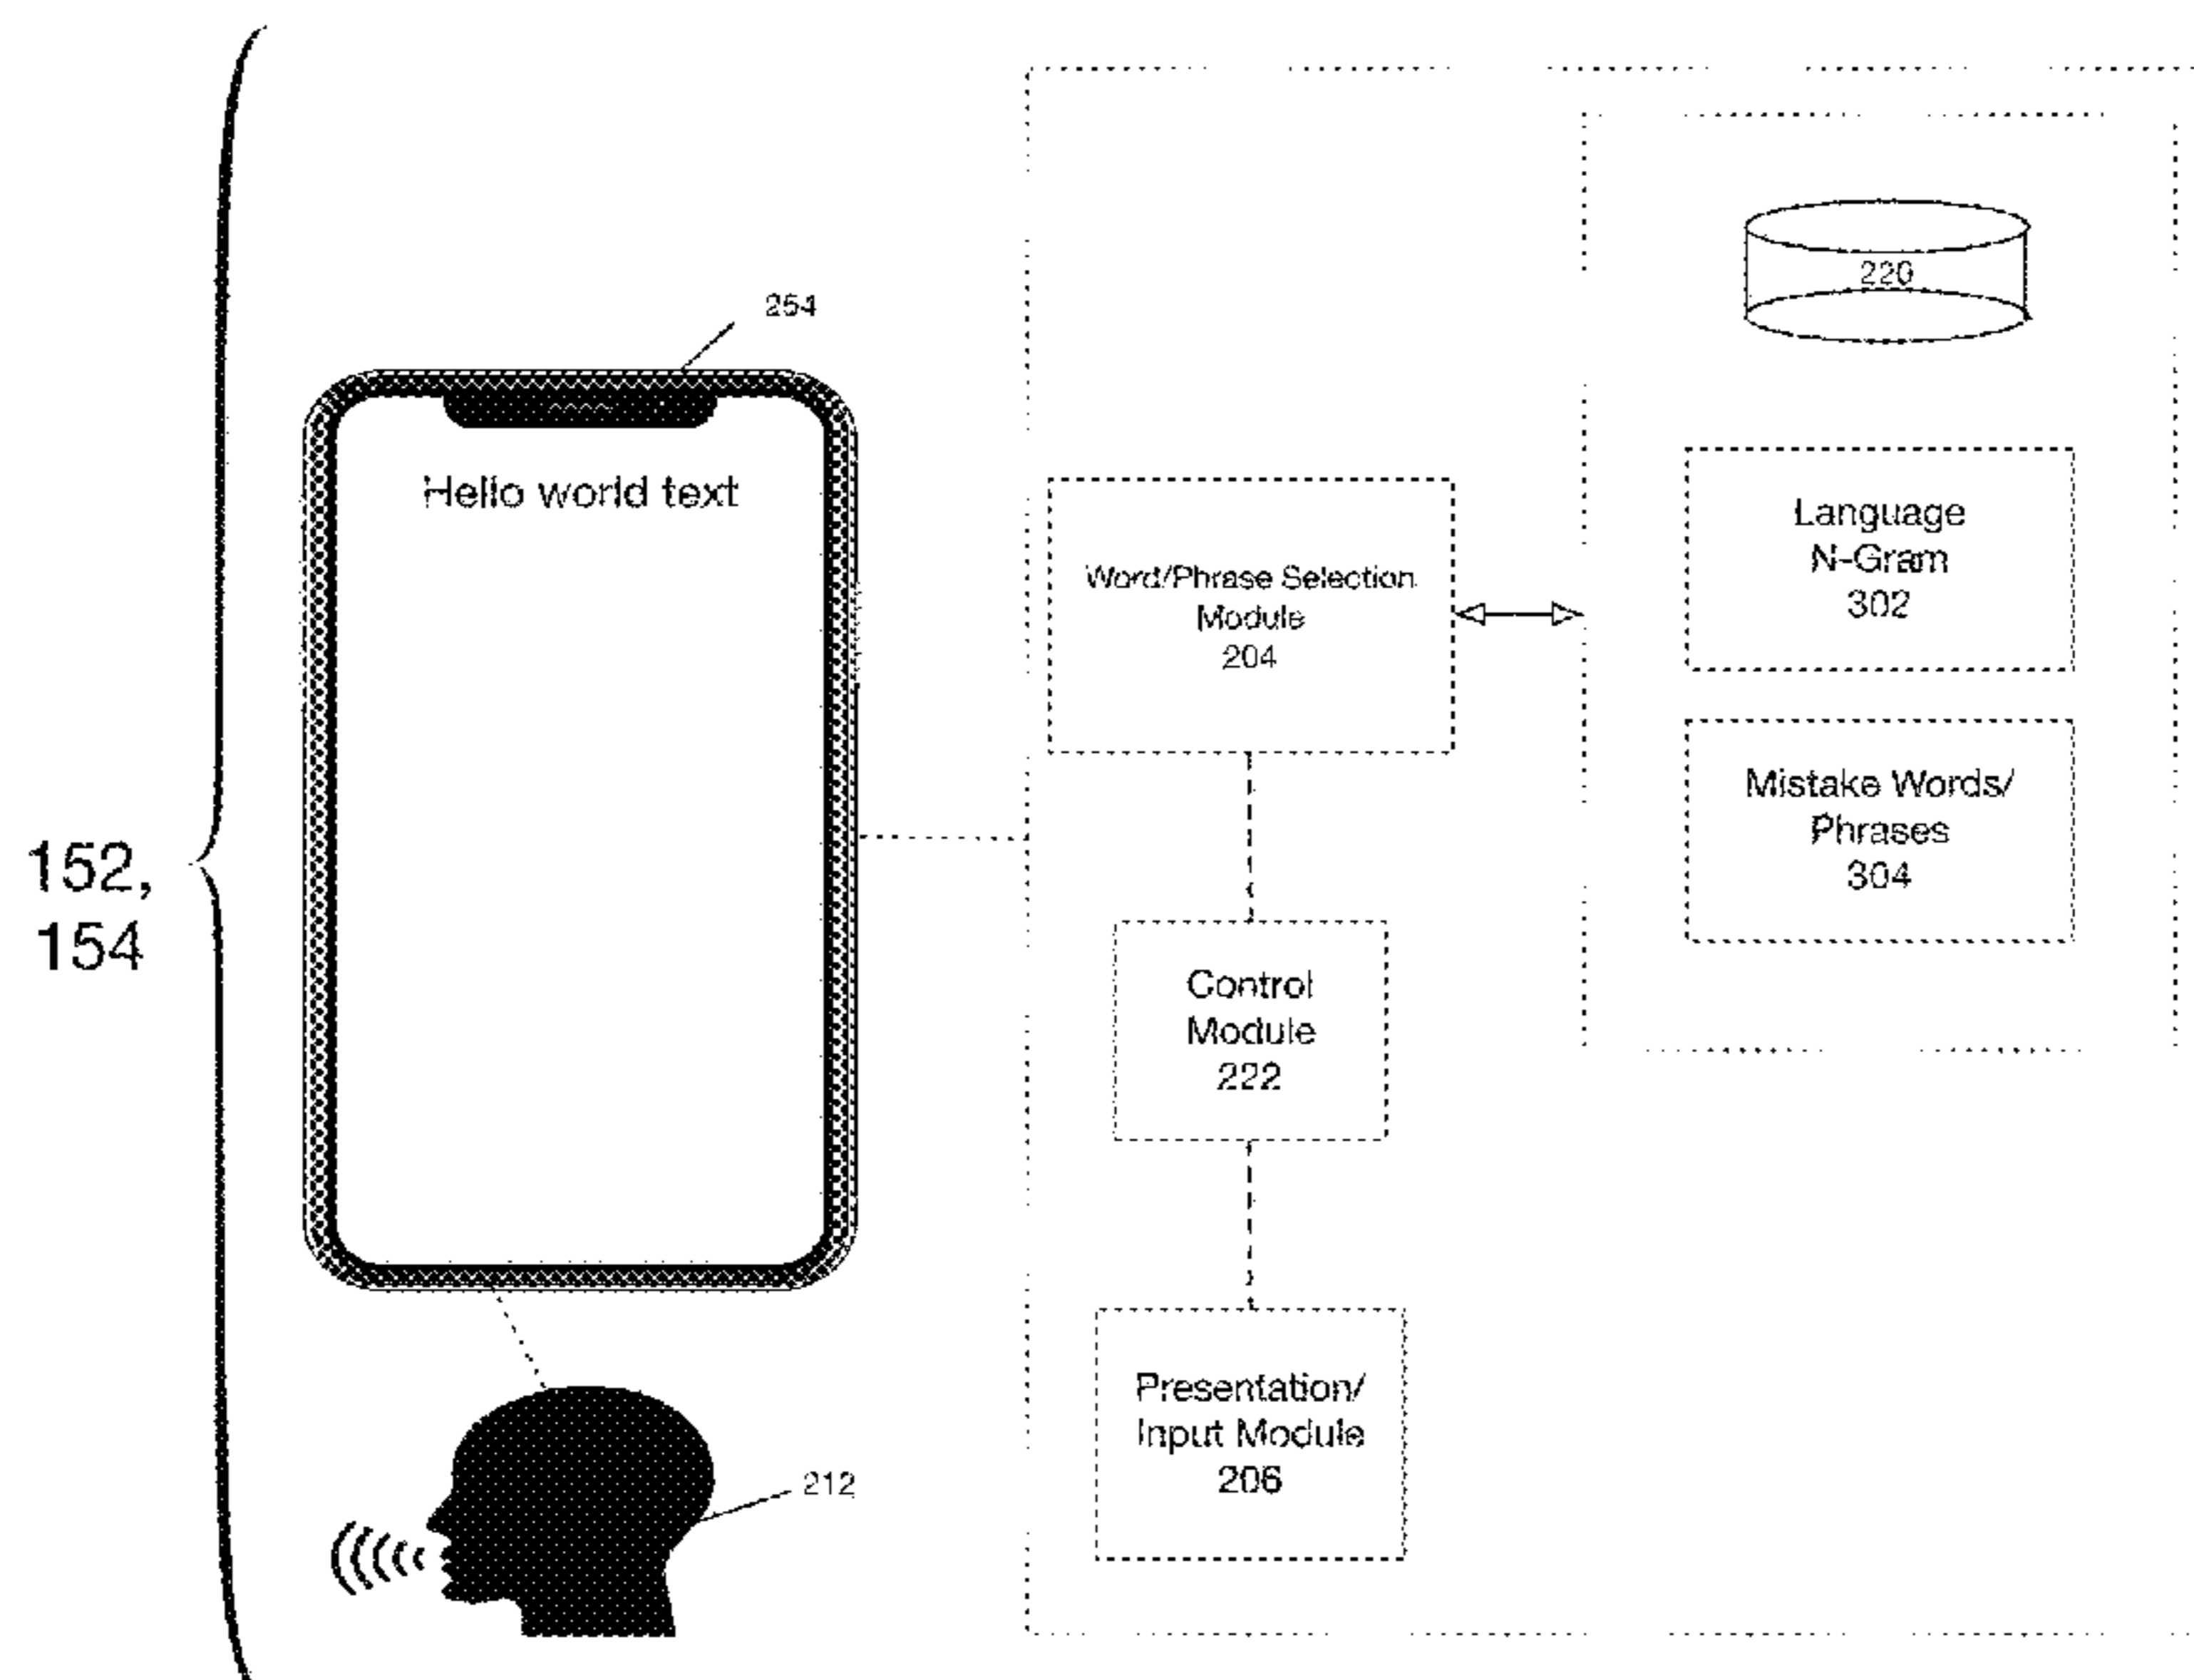 152,
154
254
Hello world text
212
Word/Phrase Selection
Module
204
Control
Module
222
Presentation/
Input Module
206
220
Language
N-Gram
302
Mistake Words/
Phrases
304